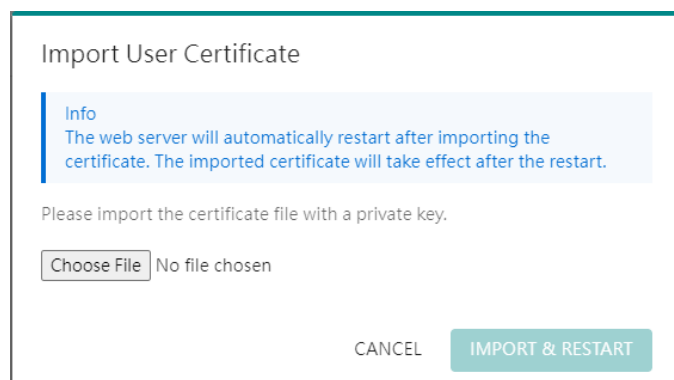 Import User Certificate
Info
The web server will automatically restart after importing the
certificate. The imported certificate will take effect after the restart.
Please import the certificate file with a private key.
Choose File No file chosen
CANCEL IMPORT & RESTART